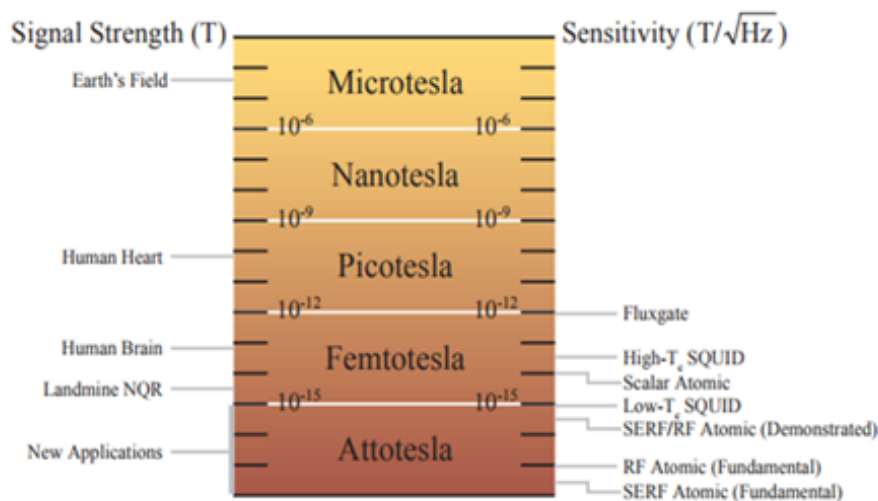 Signal Strength (T)
Sensitivity (T/√Hz)
Earth's Field
Microtesla
10⁻⁶ 10⁻⁶
Nanotesla
10⁻⁹ 10⁻⁹
Human Heart
Picotesla
10⁻¹² 10⁻¹²
Fluxgate
Human Brain
Femtotesla
High-T_c SQUID
Scalar Atomic
Landmine NQR
10⁻¹⁵ 10⁻¹⁵
Low-T_c SQUID
SERF/RF Atomic (Demonstrated)
New Applications
Attotesla
RF Atomic (Fundamental)
SERF Atomic (Fundamental)